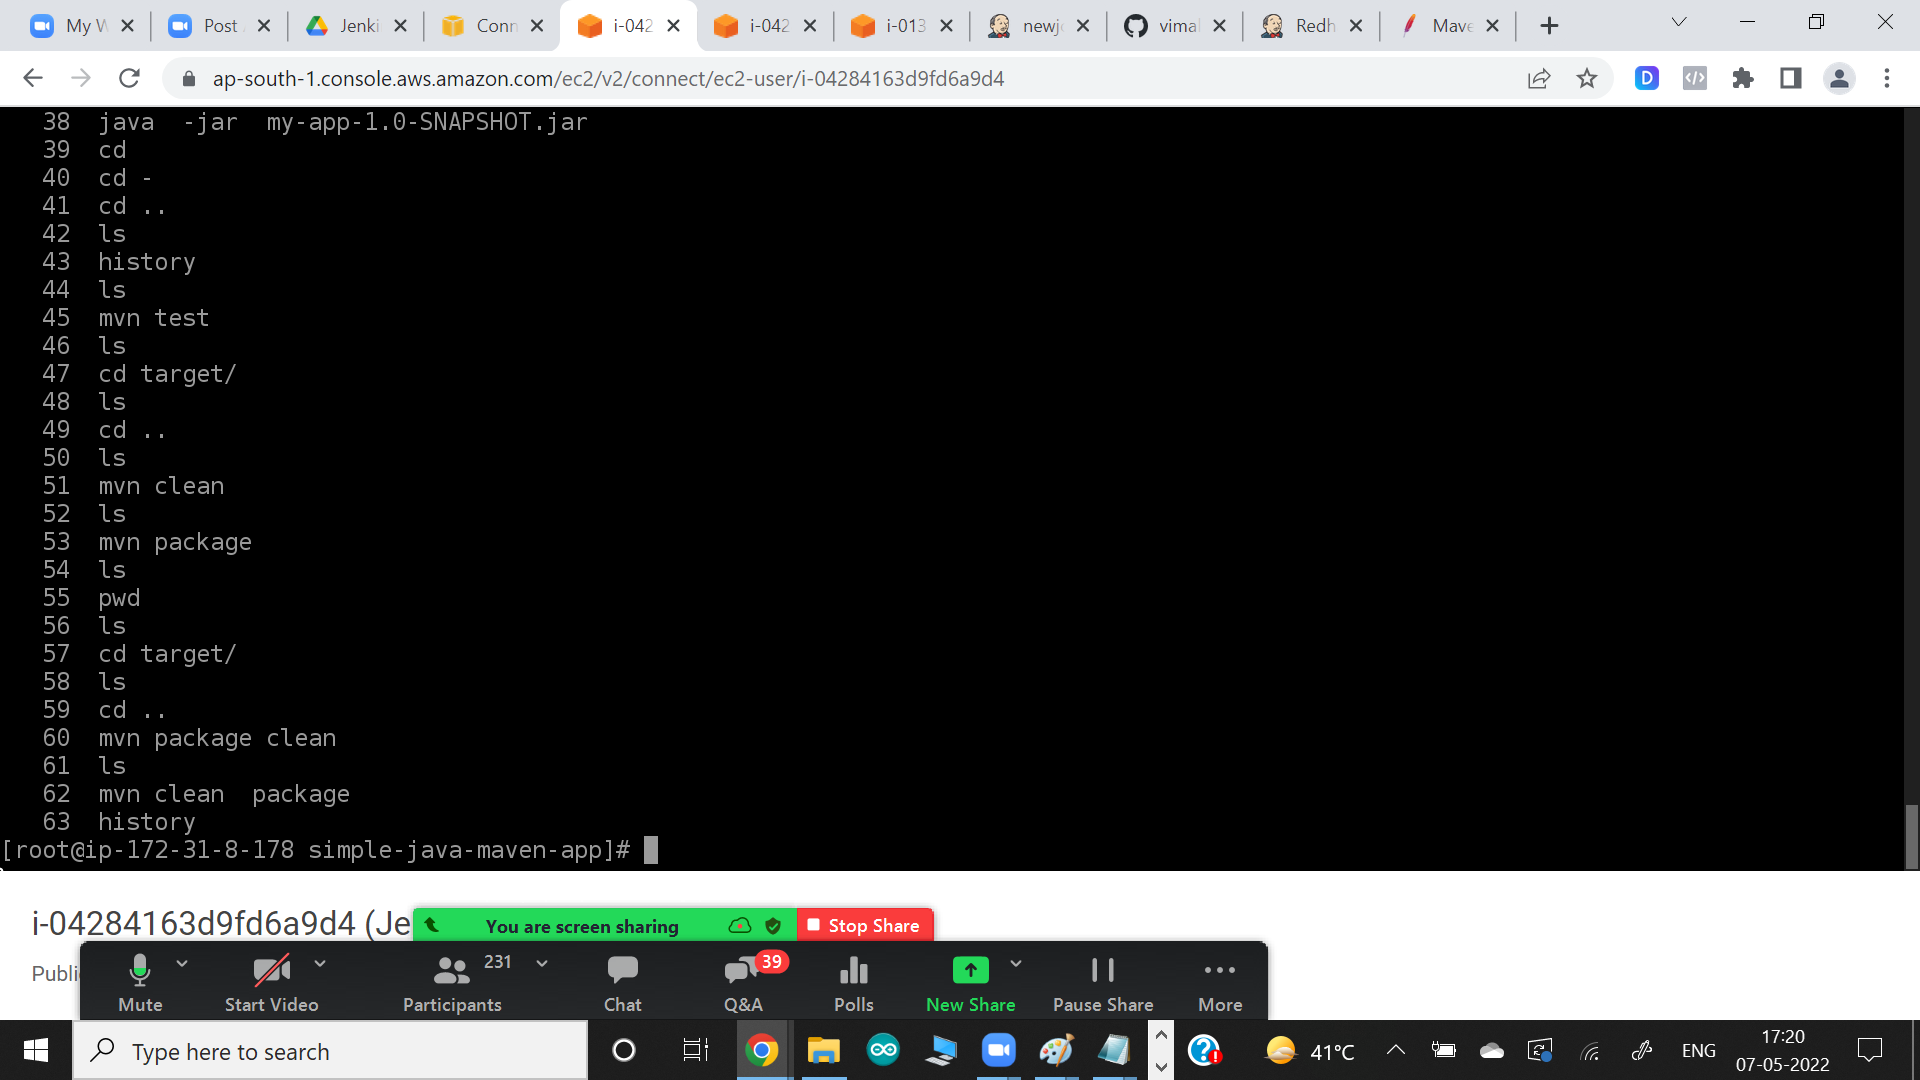 My W
Post
Jenki
Conn
i-042
i-042
i-013
newj
vimal
Redh
Mave
ap-south-1.console.aws.amazon.com/ec2/v2/connect/ec2-user/i-04284163d9fd6a9d4
38 java -jar my-app-1.0-SNAPSHOT.jar
39 cd
40 cd -
41 cd ..
42 ls
43 history
44 ls
45 mvn test
46 ls
47 cd target/
48 ls
49 cd ..
50 ls
51 mvn clean
52 ls
53 mvn package
54 ls
55 pwd
56 ls
57 cd target/
58 ls
59 cd ..
60 mvn package clean
61 ls
62 mvn clean  package
63 history
[root@ip-172-31-8-178 simple-java-maven-app]#
i-04284163d9fd6a9d4 (Je
You are screen sharing
Stop Share
Publi
231
39
Mute
Start Video
Participants
Chat
Q&A
Polls
New Share
Pause Share
More
Type here to search
41°C
ENG
17:20
07-05-2022